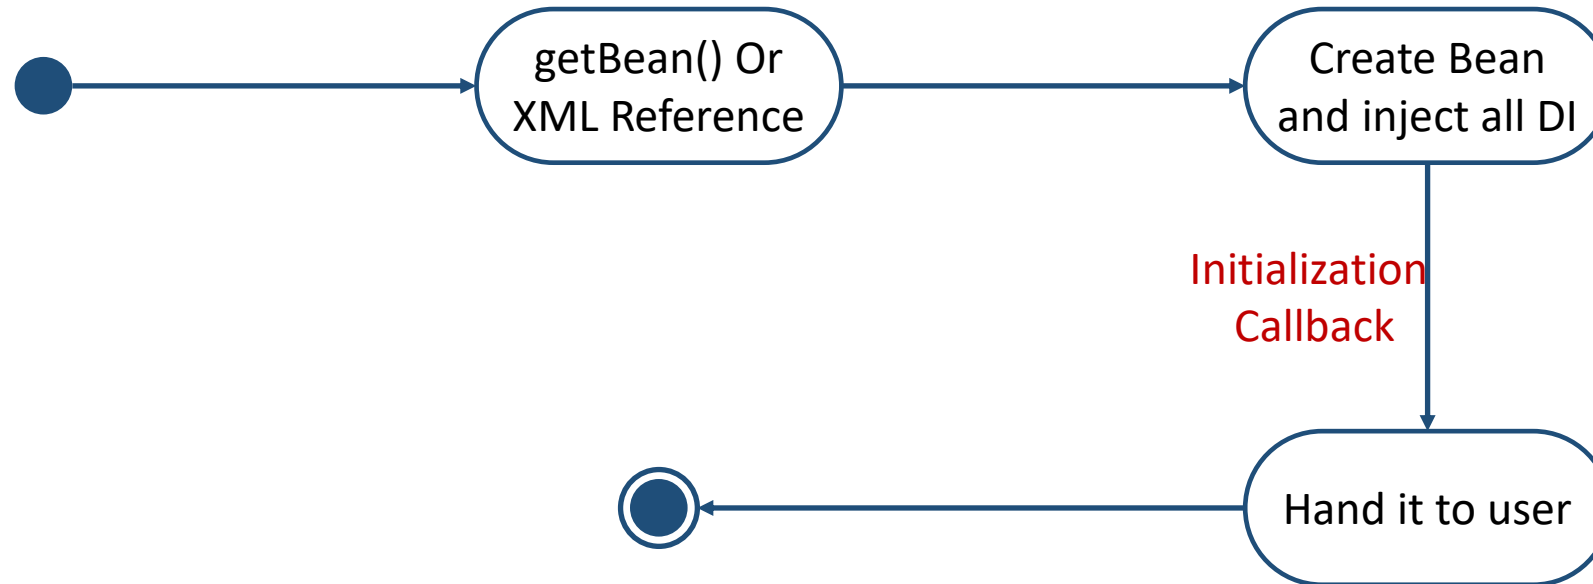 getBean() Or
XML Reference
Create Bean
and inject all DI
Initialization
Callback
Hand it to user